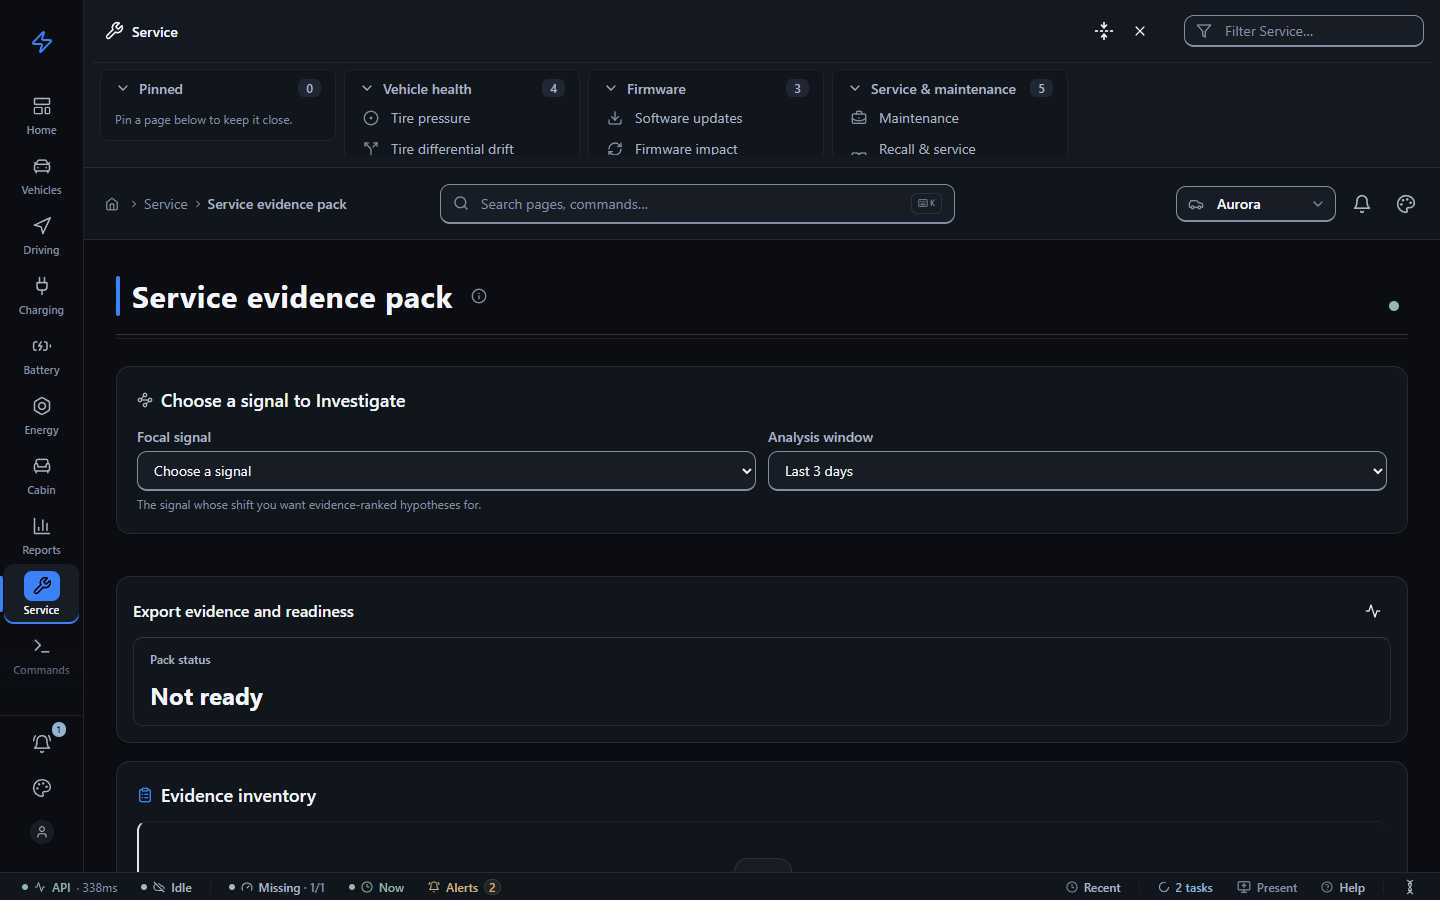 Service
Filter Service...
Pinned 0
Pin a page below to keep it close.
Vehicle health 4
Tire pressure
Tire differential drift
Firmware 3
Software updates
Firmware impact
Service & maintenance 5
Maintenance
Recall & service
Home
Vehicles
Driving
Charging
Battery
Energy
Cabin
Reports
Service
Commands
1
Service
Service evidence pack
Search pages, commands...
K
Aurora
Service evidence pack
Choose a signal to Investigate
Focal signal
Choose a signal
The signal whose shift you want evidence-ranked hypotheses for.
Analysis window
Last 3 days
Export evidence and readiness
Pack status
Not ready
Evidence inventory
API · 338ms
Idle
Missing · 1/1
Now
Alerts 2
Recent
2 tasks
Present
Help